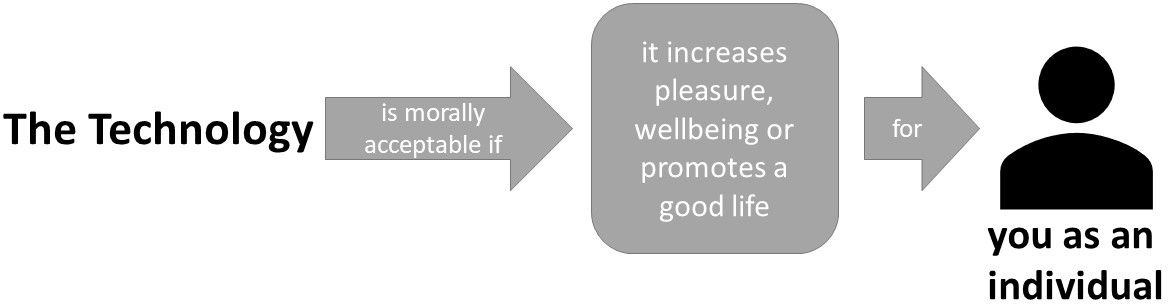 The Technology
is morally
acceptable if
it increases
pleasure,
wellbeing or
promotes a
good life
for
you as an
individual